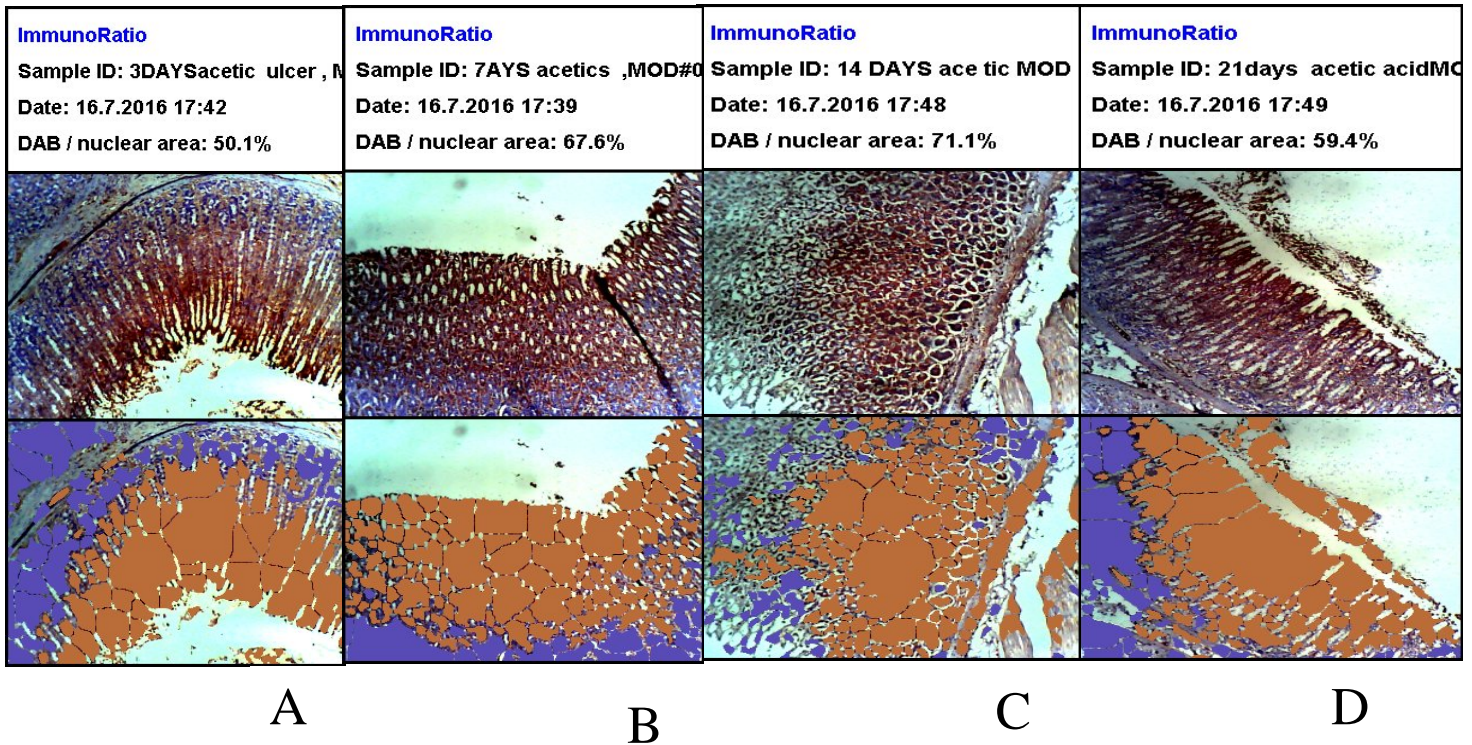 ImmunoRatio
Sample ID: 3DAYSacetic ulcer ,
Date: 16.7.2016 17:42
DAB / nuclear area: 50.1%
ImmunoRatio
Sample ID: 7AYS acetics ,MOD#0
Date: 16.7.2016 17:39
DAB / nuclear area: 67.6%
ImmunoRatio
Sample ID: 14 DAYS ace tic MOD
Date: 16.7.2016 17:48
DAB / nuclear area: 71.1%
ImmunoRatio
Sample ID: 21days acetic acidMO
Date: 16.7.2016 17:49
DAB / nuclear area: 59.4%
A
B
C
D